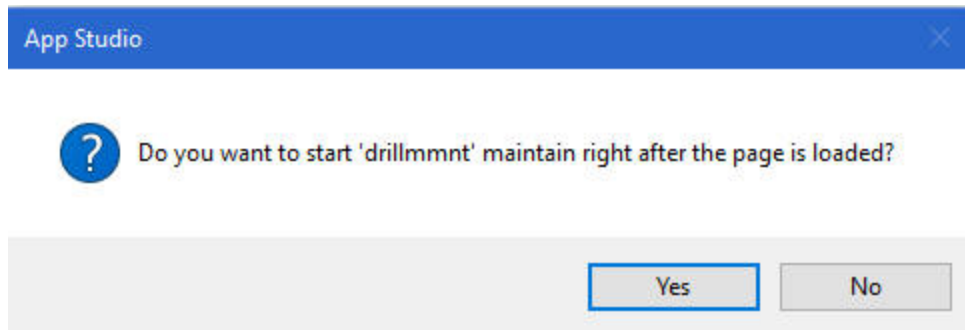 App Studio
Do you want to start 'drillmmnt' maintain right after the page is loaded?
Yes No